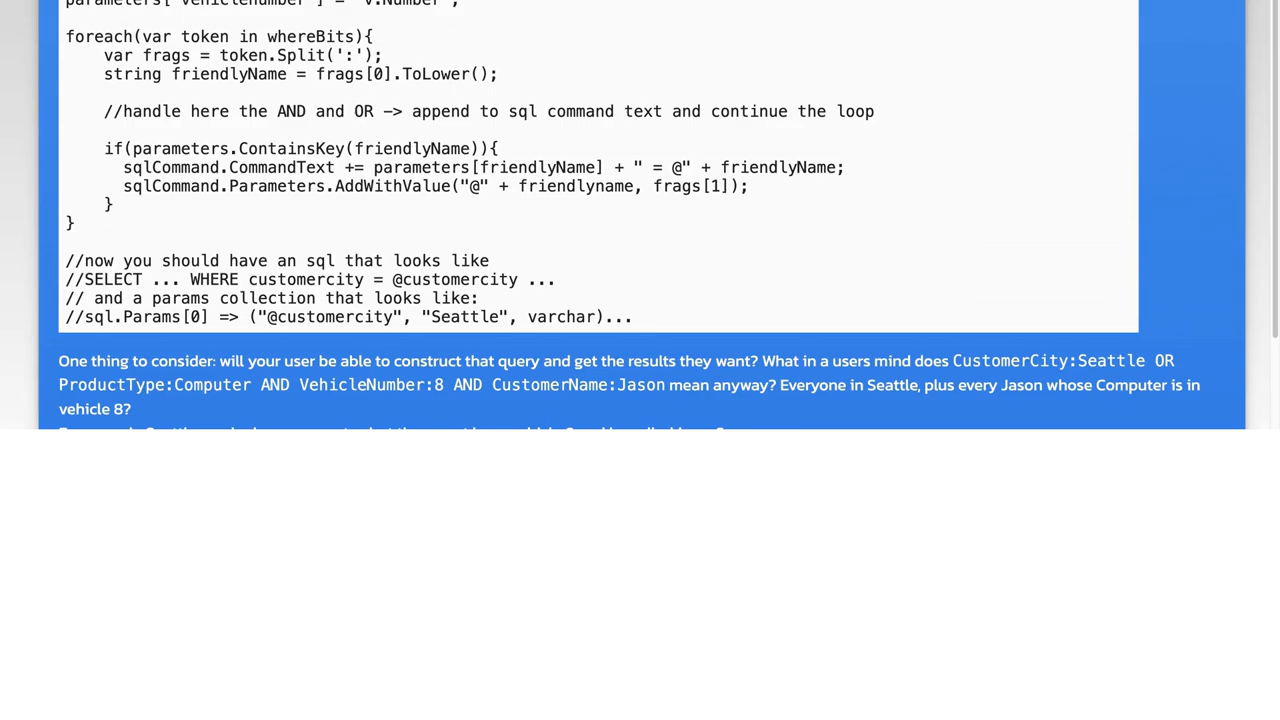 parameters["vehiclenumber"] = "v.Number";
foreach(var token in whereBits){
var frags = token.Split(':');
string friendlyName = frags[0].ToLower();
//handle here the AND and OR -> append to sql command text and continue the loop
if(parameters.ContainsKey(friendlyName)){
sqlCommand.CommandText += parameters[friendlyName] + " = @" + friendlyName;
sqlCommand.Parameters.AddWithValue("@" + friendlyname, frags[1]);
}
}
//now you should have an sql that looks like
//SELECT ... WHERE customercity = @customercity ...
// and a params collection that looks like:
//sql.Params[0] => ("@customercity", "Seattle", varchar)...
One thing to consider: will your user be able to construct that query and get the results they want? What in a users mind does CustomerCity:Seattle OR
ProductType:Computer AND VehicleNumber:8 AND CustomerName:Jason mean anyway? Everyone in Seattle, plus every Jason whose Computer is in
vehicle 8?